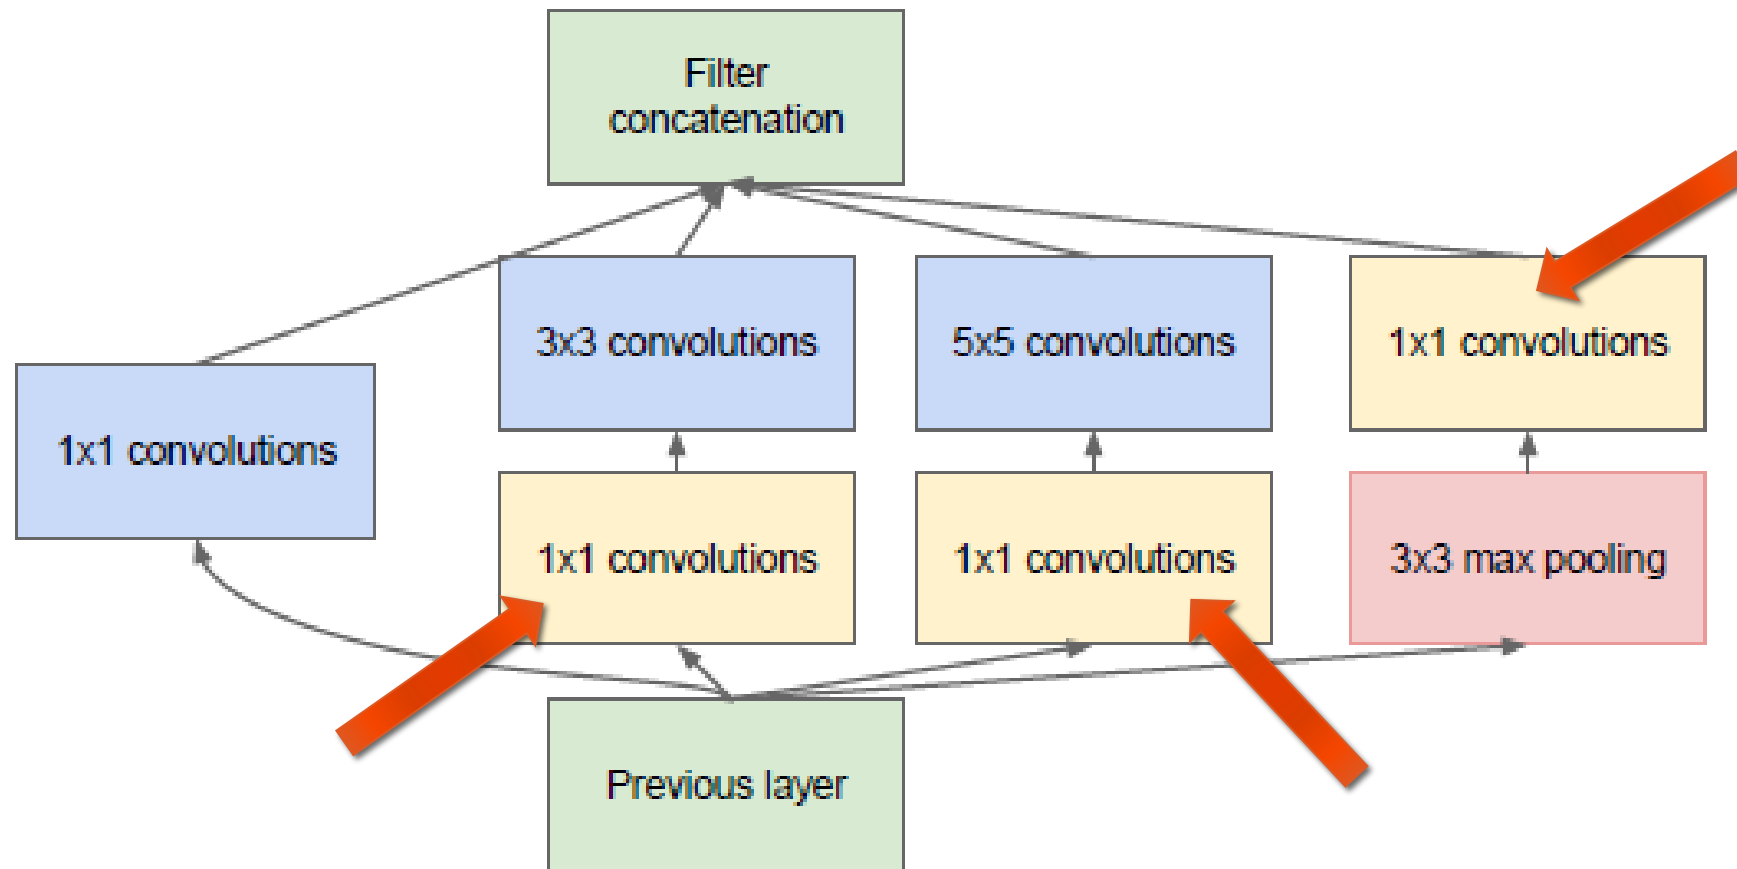 Filter
concatenation
3x3 convolutions
5x5 convolutions
1x1 convolutions
1x1 convolutions
1x1 convolutions
1x1 convolutions
3x3 max pooling
Previous layer